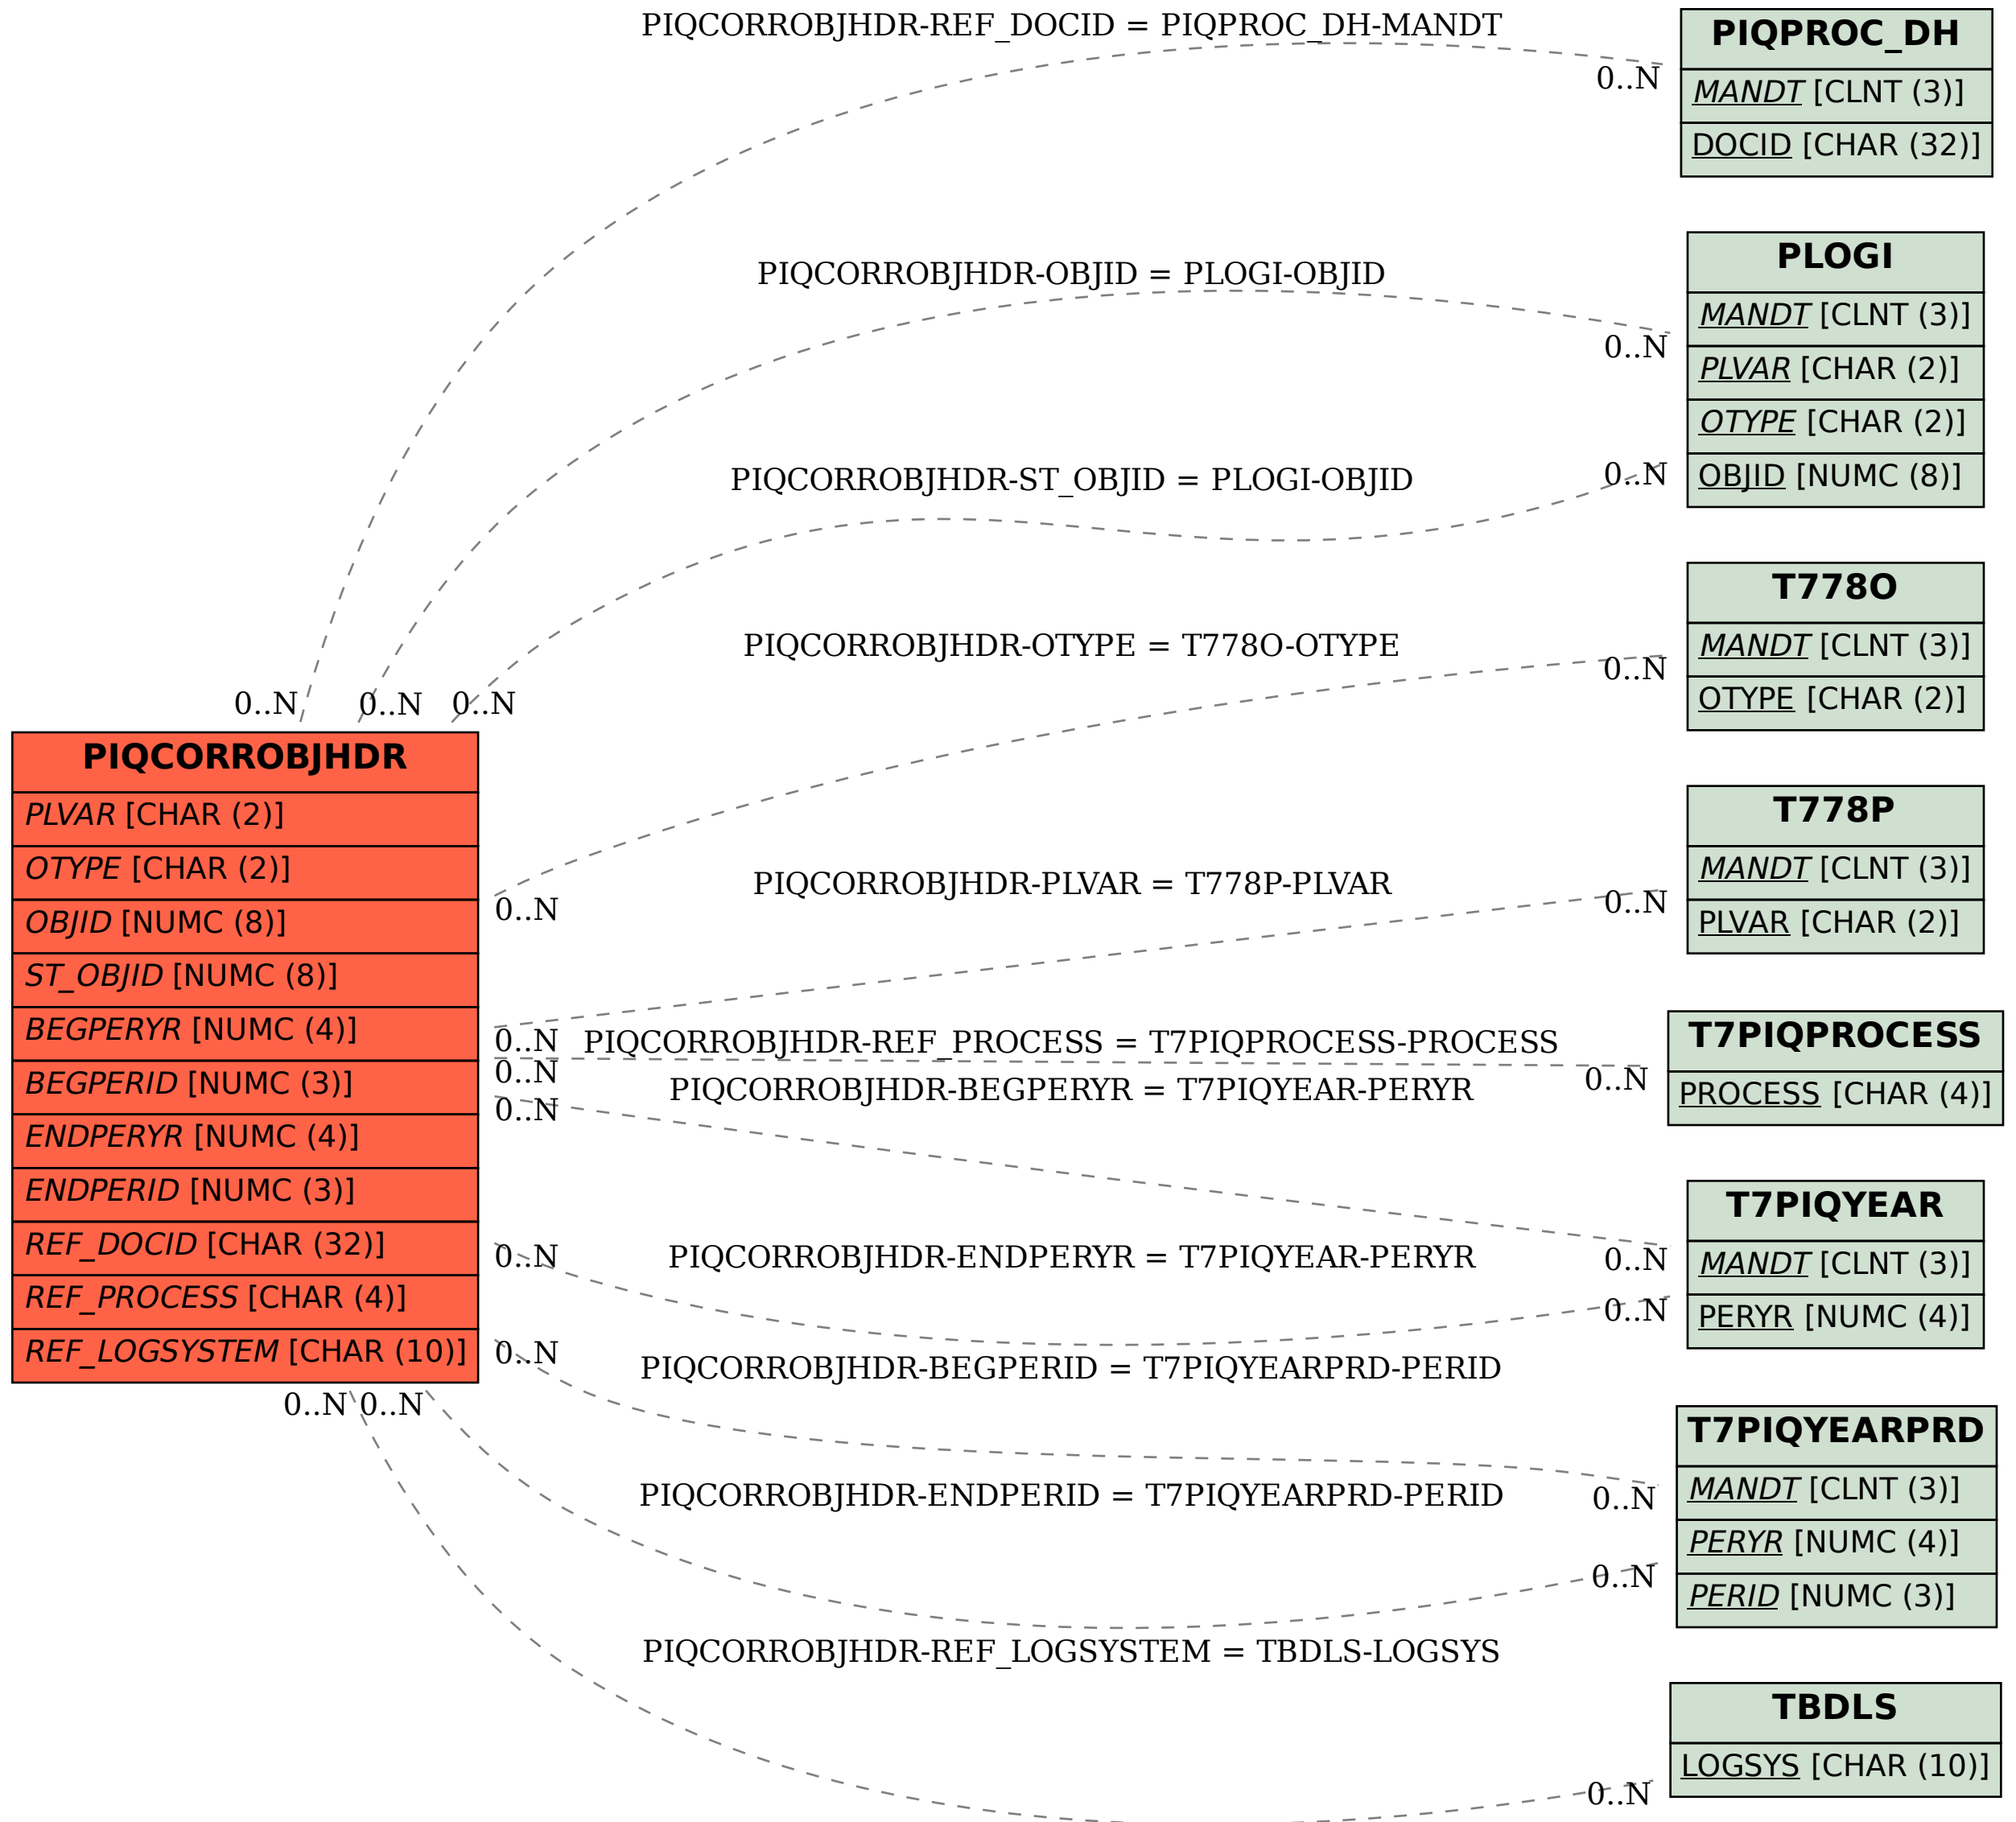 PIQCORROBJHDR-REF_DOCID = PIQPROC_DH-MANDT
0..N
0..N
PIQCORROBJHDR-OBJID = PLOGI-OBJID
0..N
0..N
PIQCORROBJHDR-ST_OBJID = PLOGI-OBJID
0..N
0..N
PIQCORROBJHDR-OTYPE = T778O-OTYPE
0..N
0..N
PIQCORROBJHDR-PLVAR = T778P-PLVAR
0..N
0..N
PIQCORROBJHDR-REF_PROCESS = T7PIQPROCESS-PROCESS
0..N
0..N
PIQCORROBJHDR-BEGPERYR = T7PIQYEAR-PERYR
0..N
0..N
PIQCORROBJHDR-ENDPERYR = T7PIQYEAR-PERYR
0..N
0..N
PIQCORROBJHDR-BEGPERID = T7PIQYEARPRD-PERID
0..N
0..N
PIQCORROBJHDR-ENDPERID = T7PIQYEARPRD-PERID
0..N
0..N
PIQCORROBJHDR-REF_LOGSYSTEM = TBDLS-LOGSYS
0..N
0..N
PIQCORROBJHDR
PLVAR [CHAR (2)]
OTYPE [CHAR (2)]
OBJID [NUMC (8)]
ST_OBJID [NUMC (8)]
BEGPERYR [NUMC (4)]
BEGPERID [NUMC (3)]
ENDPERYR [NUMC (4)]
ENDPERID [NUMC (3)]
REF_DOCID [CHAR (32)]
REF_PROCESS [CHAR (4)]
REF_LOGSYSTEM [CHAR (10)]
PIQPROC_DH
MANDT [CLNT (3)]
DOCID [CHAR (32)]
PLOGI
MANDT [CLNT (3)]
PLVAR [CHAR (2)]
OTYPE [CHAR (2)]
OBJID [NUMC (8)]
T778O
MANDT [CLNT (3)]
OTYPE [CHAR (2)]
T778P
MANDT [CLNT (3)]
PLVAR [CHAR (2)]
T7PIQPROCESS
PROCESS [CHAR (4)]
T7PIQYEAR
MANDT [CLNT (3)]
PERYR [NUMC (4)]
T7PIQYEARPRD
MANDT [CLNT (3)]
PERYR [NUMC (4)]
PERID [NUMC (3)]
TBDLS
LOGSYS [CHAR (10)]